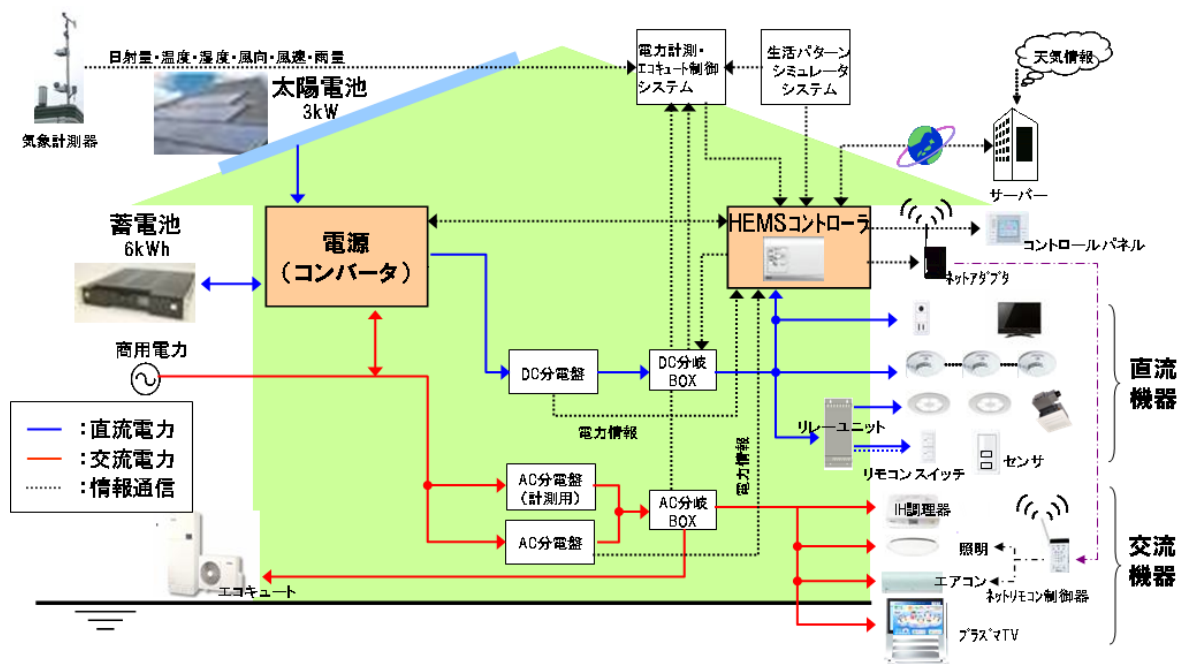 日射量・温度・湿度・風向・風速・雨量
気象計測器
太陽電池
3kW
電力計測・
エコキュート制御
システム
生活パターン
シミュレータ
システム
天気情報
サーバー
蓄電池
6kWh
電源
（コンバータ）
HEMSコントローラ
コントロールパネル
ネットアダプタ
商用電力
DC分電盤
DC分岐
BOX
電力情報
電力情報
リレーユニット
リモコンスイッチ
センサ
直流
機器
：直流電力
：交流電力
：情報通信
AC分電盤
（計測用）
AC分電盤
AC分岐
BOX
エコキュート
IH調理器
照明
エアコン
ネットリモコン制御器
プラズマTV
交流
機器